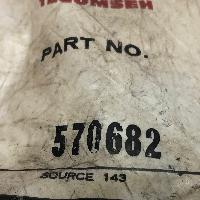 TECUMSEH
PART NO.
570682
SOURCE 143